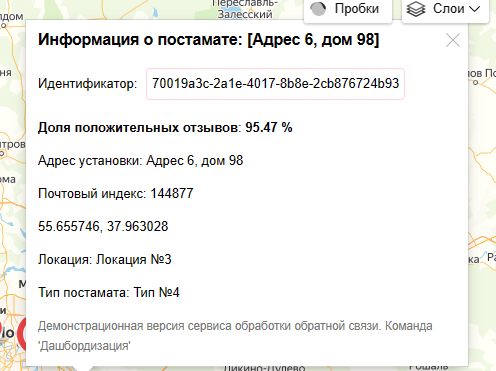 Переславль-
Залесский
Пробки
Слои
Информация о постамате: [Адрес 6, дом 98]
Идентификатор: 70019a3c-2a1e-4017-8b8e-2cb876724b93
Доля положительных отзывов: 95.47 %
Адрес установки: Адрес 6, дом 98
Почтовый индекс: 144877
55.655746, 37.963028
Локация: Локация №3
Тип постамата: Тип №4
Демонстрационная версия сервиса обработки обратной связи. Команда
'Дашбордизация'
Ликино-Дулёво
Рошаль